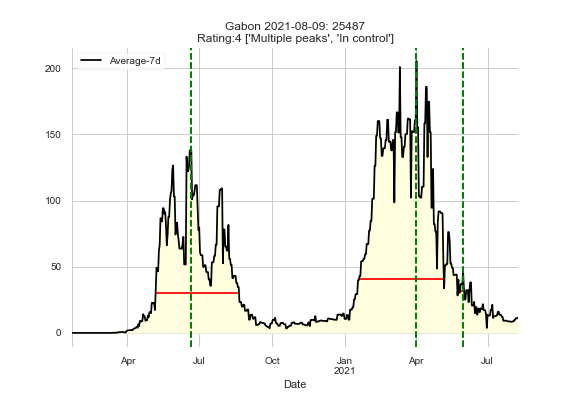 Gabon 2021-08-09: 25487
Rating:4 ['Multiple peaks', 'In control']
Average-7d
200
150
100
50
0
Apr
Jul
Oct
Jan
2021
Apr
Jul
Date